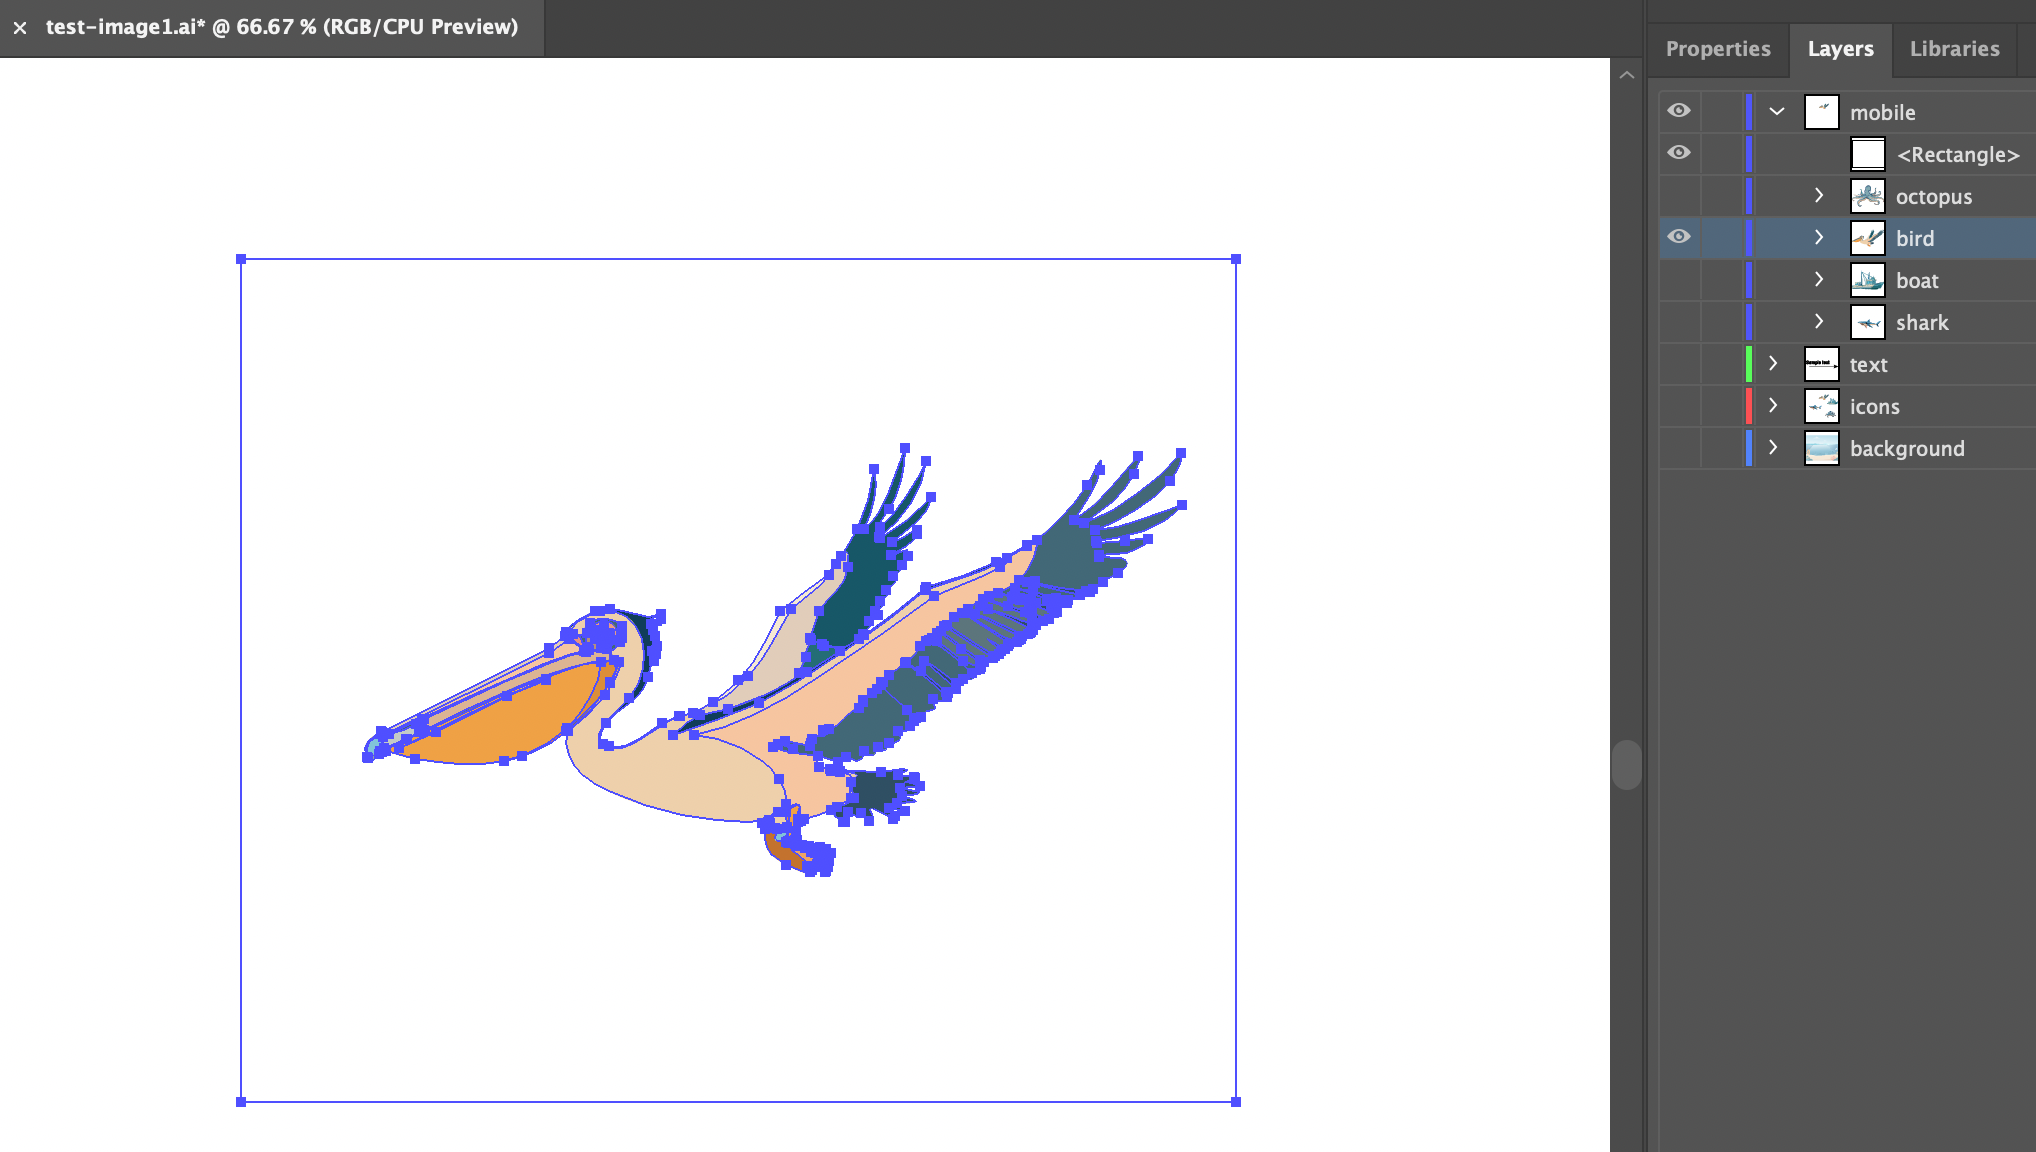 test-image1.ai* @ 66.67 % (RGB/CPU Preview)
Properties
Layers
Libraries
mobile
<Rectangle>
octopus
bird
boat
shark
text
icons
background